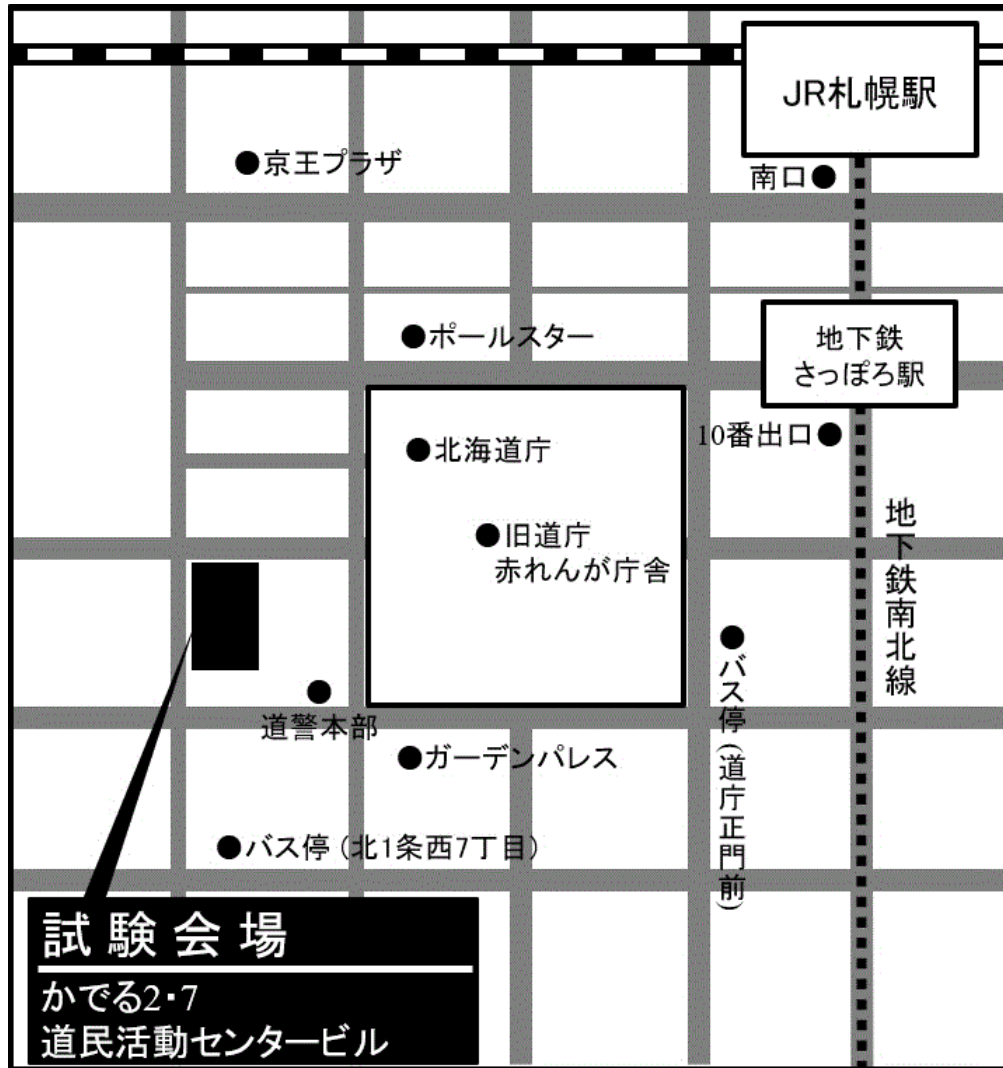 JR札幌駅
●京王プラザ
南口●
●ポールスター
地下鉄
さっぽろ駅
10番出口●
●北海道庁
●旧道庁
赤れんが庁舎
地下鉄南北線
●バス停(道庁正門前)
●
道警本部
●ガーデンパレス
●バス停(北1条西7丁目)
試験会場
かでる2・7
道民活動センタービル